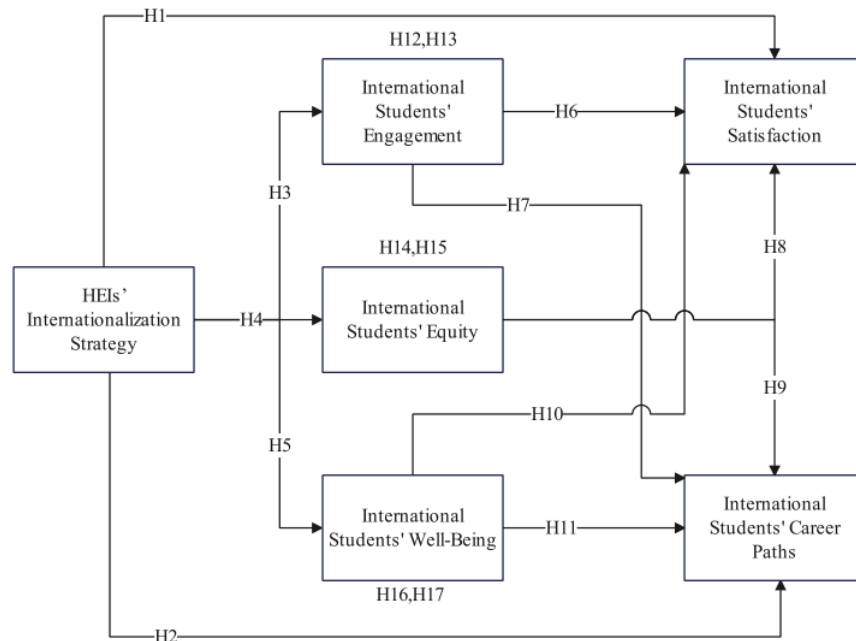 H1
H12,H13
International
Students'
Engagement
H6
International
Students'
Satisfaction
H3
H7
H14,H15
H8
HEIs'
Internationalization
Strategy
H4
International
Students' Equity
H9
H5
H10
International
Students' Well-Being
H11
International
Students' Career
Paths
H16,H17
H2